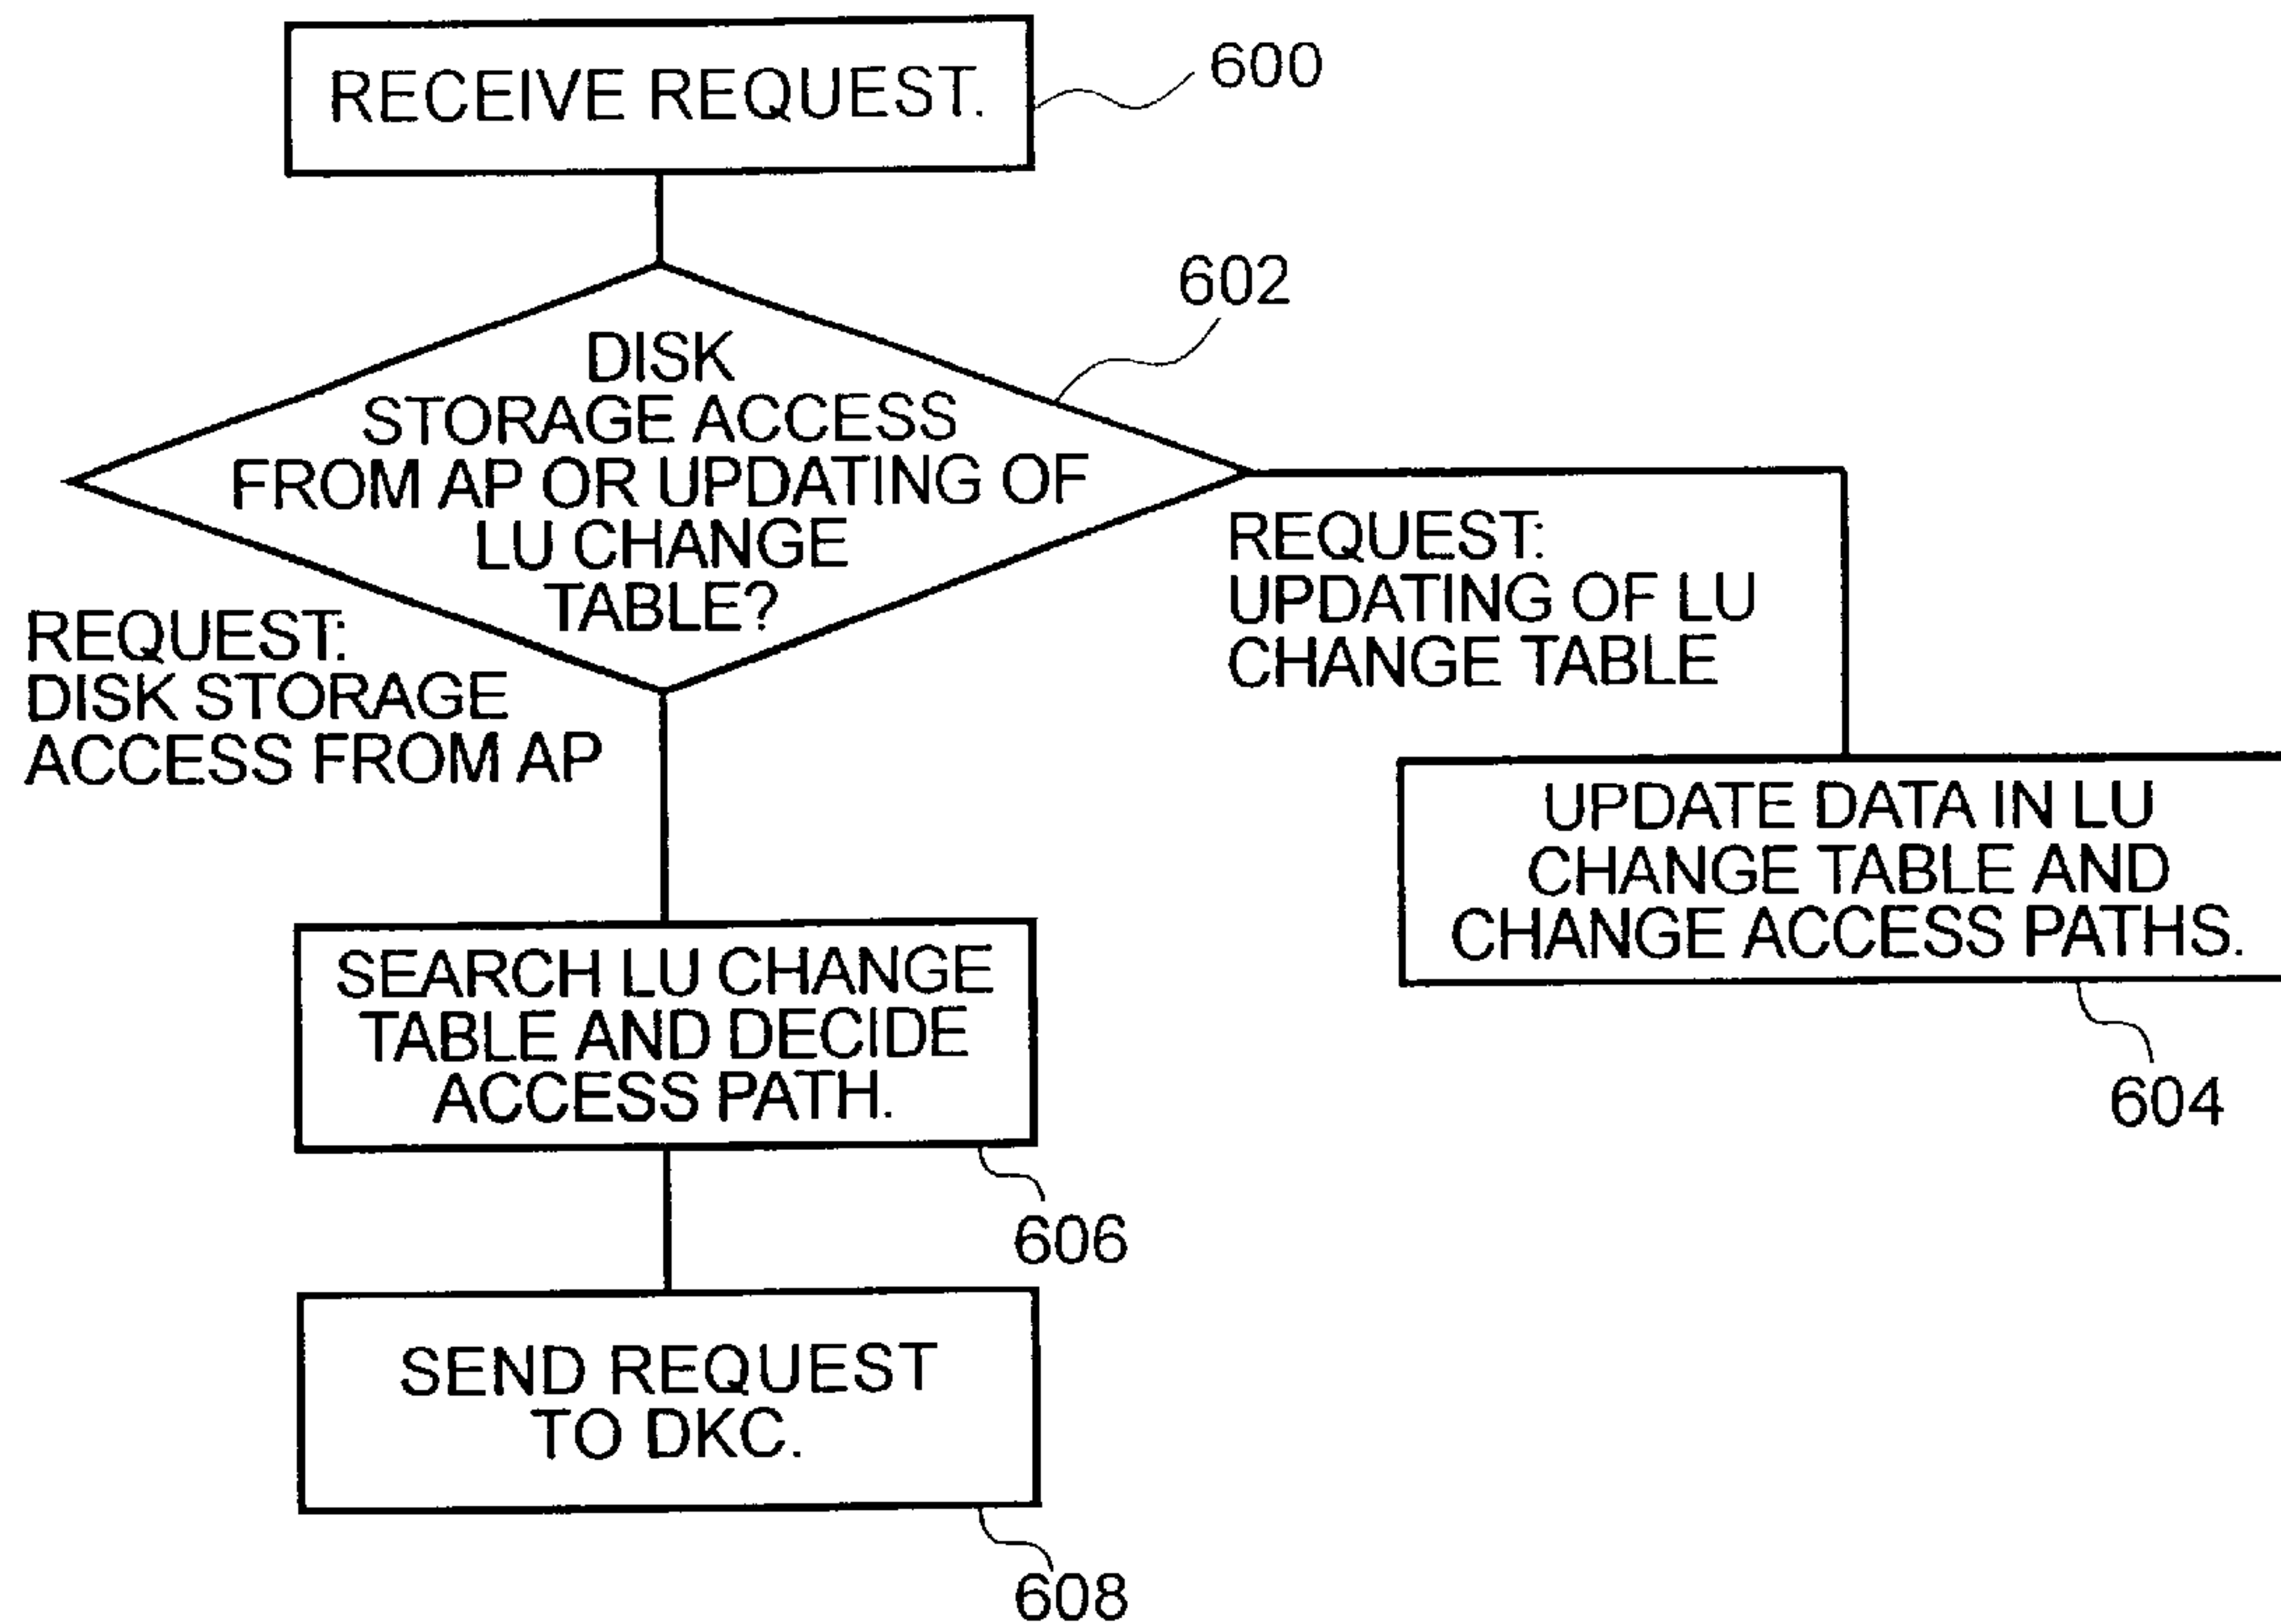 RECEIVE REQUEST.
600
602
DISK
STORAGE ACCESS
FROM AP OR UPDATING OF
LU CHANGE
TABLE?
REQUEST:
UPDATING OF LU
CHANGE TABLE
REQUEST:
DISK STORAGE
ACCESS FROM AP
UPDATE DATA IN LU
CHANGE TABLE AND
CHANGE ACCESS PATHS.
604
SEARCH LU CHANGE
TABLE AND DECIDE
ACCESS PATH.
606
SEND REQUEST
TO DKC.
608